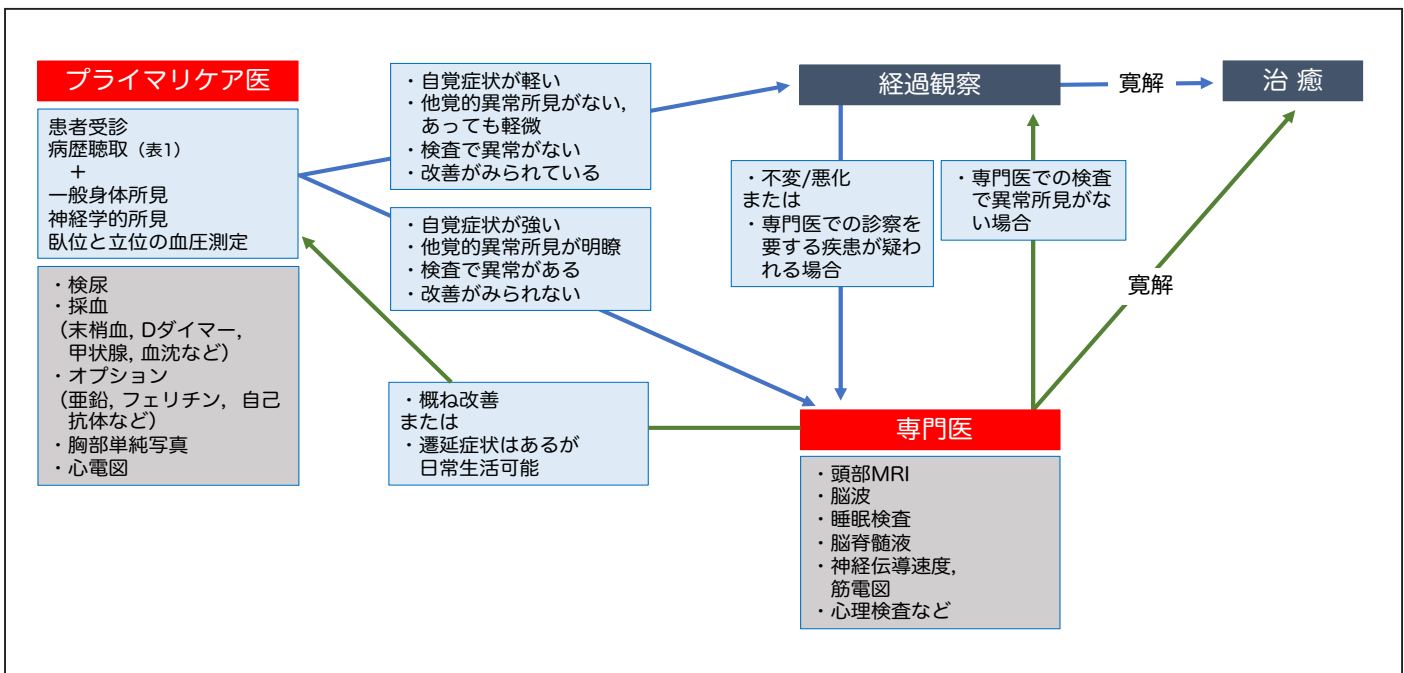 プライマリケア医
患者受診
病歴聴取（表1）
＋
一般身体所見
神経学的所見
臥位と立位の血圧測定
・検尿
・採血
（末梢血, Dダイマー,
甲状腺, 血沈など）
・オプション
（亜鉛, フェリチン, 自己
抗体など）
・胸部単純写真
・心電図
・自覚症状が軽い
・他覚的異常所見がない,
あっても軽微
・検査で異常がない
・改善がみられている
・自覚症状が強い
・他覚的異常所見が明瞭
・検査で異常がある
・改善がみられない
・概ね改善
または
・遷延症状はあるが
日常生活可能
経過観察
寛解
治 癒
・不変/悪化
または
・専門医での診察を
要する疾患が疑わ
れる場合
・専門医での検査
で異常所見がな
い場合
寛解
専門医
・頭部MRI
・脳波
・睡眠検査
・脳脊髄液
・神経伝導速度,
筋電図
・心理検査など